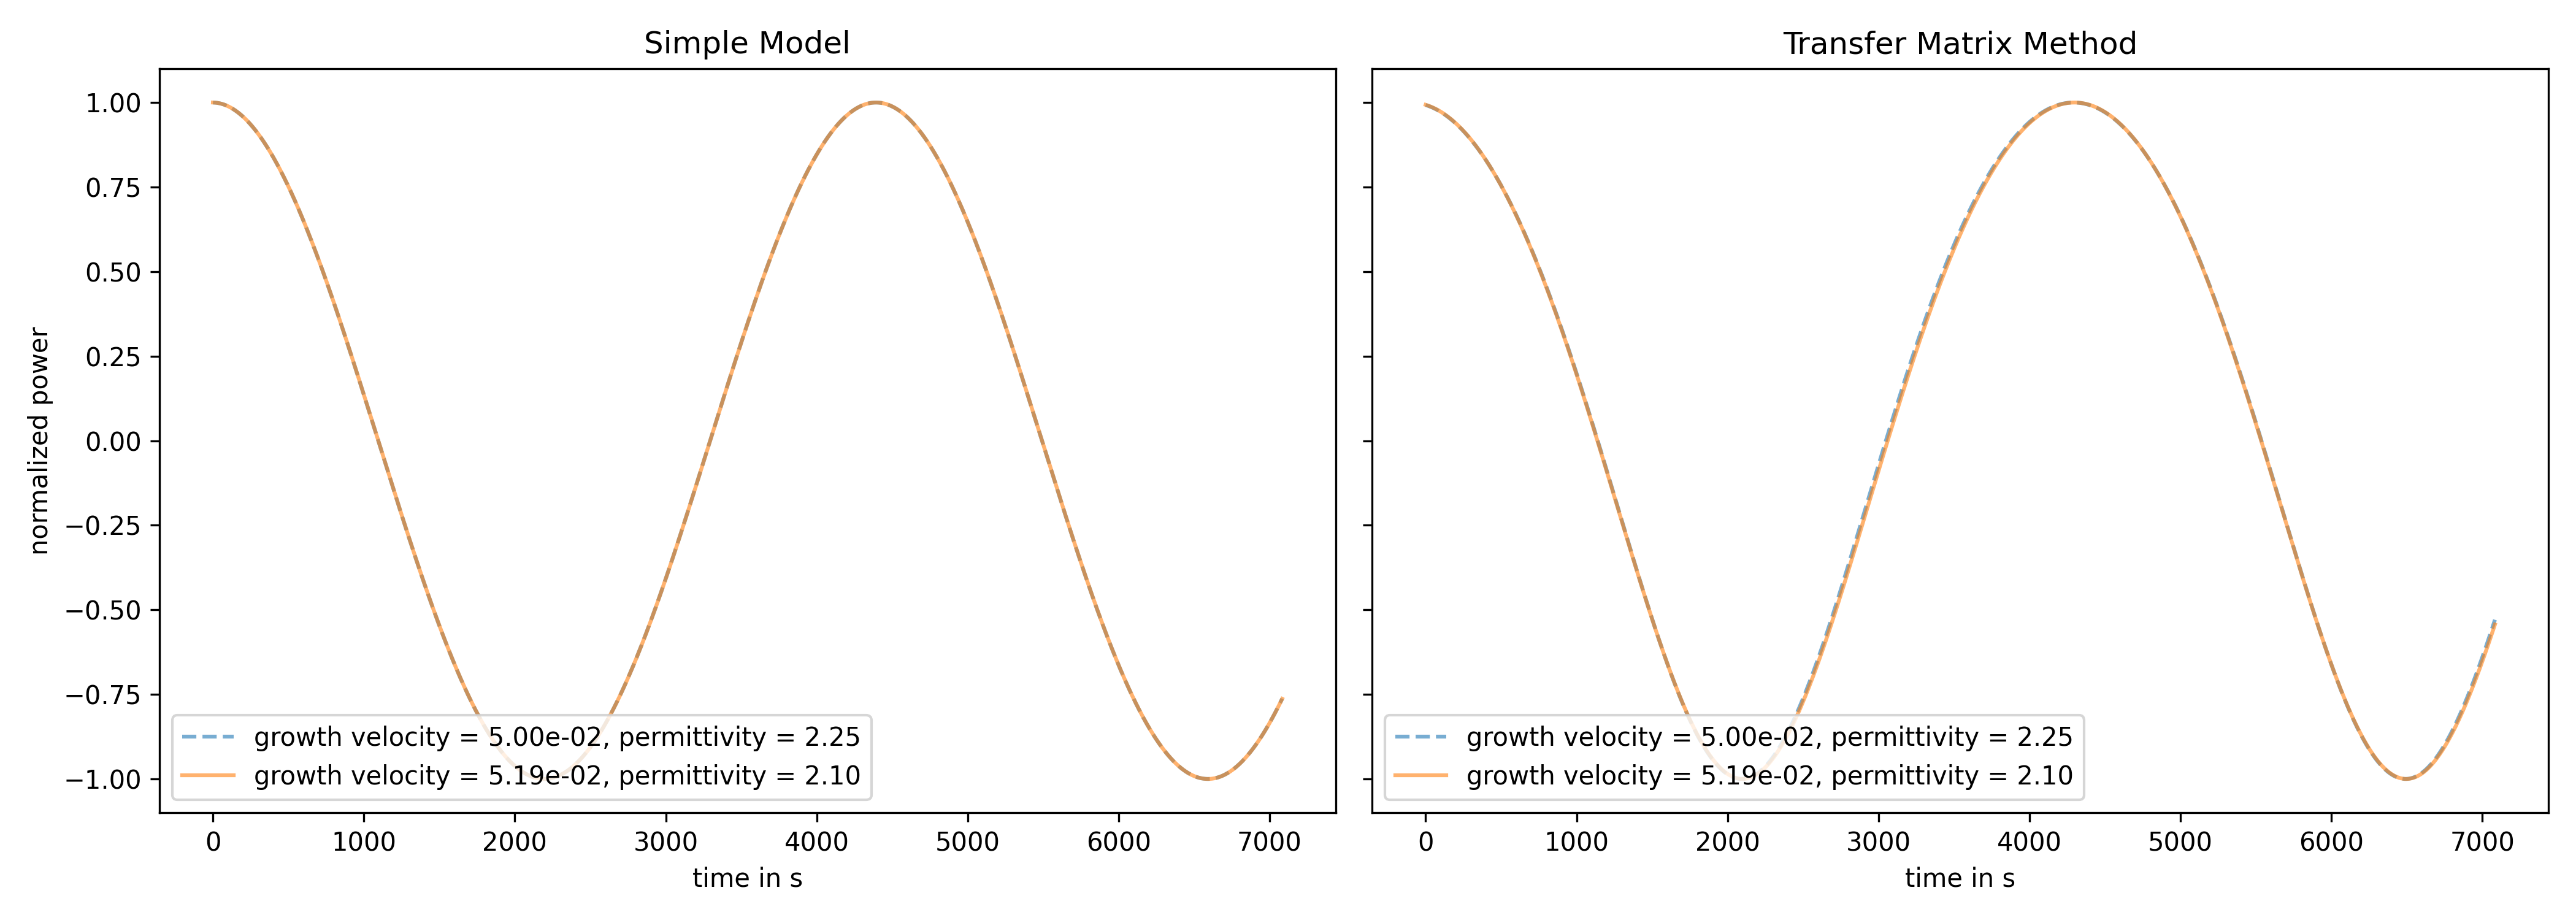 Simple Model
Transfer Matrix Method
normalized power
1.00
0.75
0.50
0.25
0.00
−0.25
−0.50
−0.75
−1.00
growth velocity = 5.00e-02, permittivity = 2.25
growth velocity = 5.19e-02, permittivity = 2.10
growth velocity = 5.00e-02, permittivity = 2.25
growth velocity = 5.19e-02, permittivity = 2.10
0 1000 2000 3000 4000 5000 6000 7000
0 1000 2000 3000 4000 5000 6000 7000
time in s
time in s